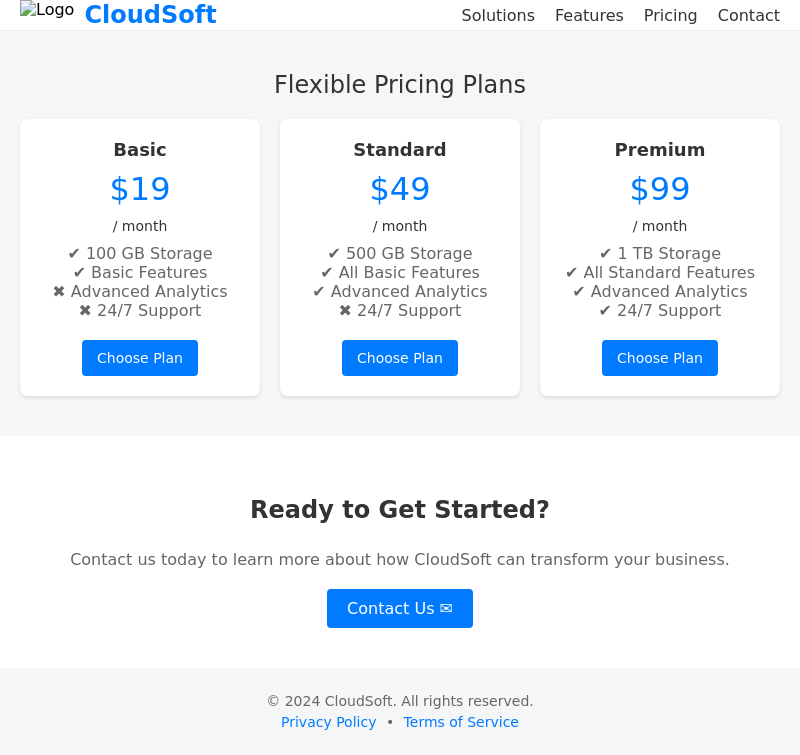 Logo CloudSoft Solutions Features Pricing Contact
Flexible Pricing Plans
Basic
$19
/ month
✔ 100 GB Storage
✔ Basic Features
✖ Advanced Analytics
✖ 24/7 Support
Choose Plan
Standard
$49
/ month
✔ 500 GB Storage
✔ All Basic Features
✔ Advanced Analytics
✖ 24/7 Support
Choose Plan
Premium
$99
/ month
✔ 1 TB Storage
✔ All Standard Features
✔ Advanced Analytics
✔ 24/7 Support
Choose Plan
Ready to Get Started?
Contact us today to learn more about how CloudSoft can transform your business.
Contact Us ✉
© 2024 CloudSoft. All rights reserved.
Privacy Policy • Terms of Service